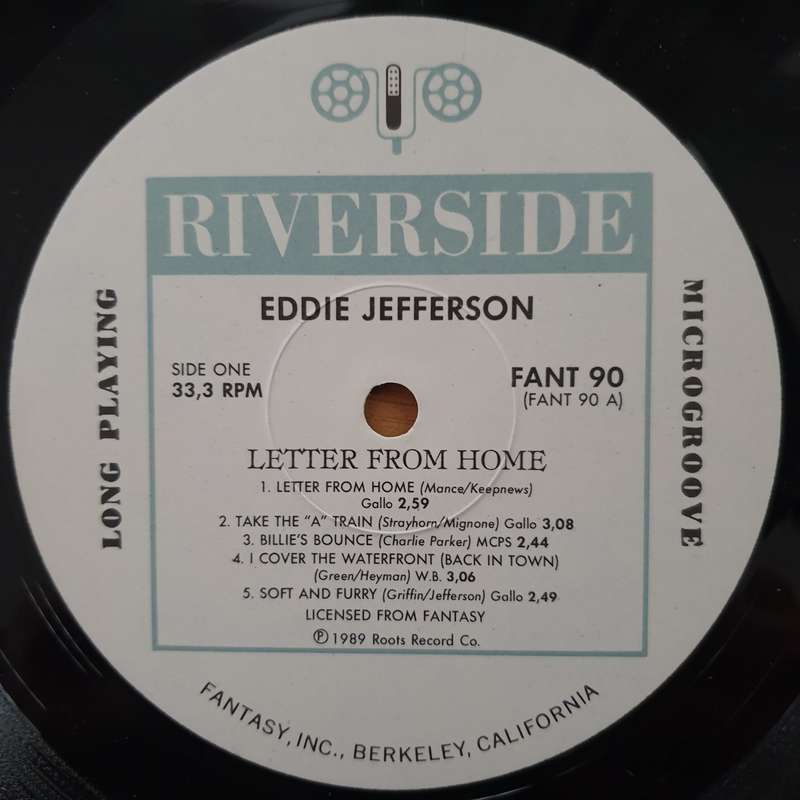 RIVERSIDE
EDDIE JEFFERSON
LONG PLAYING
MICROGROOVE
SIDE ONE
33,3 RPM
FANT 90
(FANT 90 A)
LETTER FROM HOME
1. LETTER FROM HOME (Mance/Keepnews)
Gallo 2,59
2. TAKE THE "A" TRAIN (Strayhorn/Mignone) Gallo 3,08
3. BILLIE'S BOUNCE (Charlie Parker) MCPS 2,44
4. I COVER THE WATERFRONT (BACK IN TOWN)
(Green/Heyman) W.B. 3,06
5. SOFT AND FURRY (Griffin/Jefferson) Gallo 2,49
LICENSED FROM FANTASY
℗ 1989 Roots Record Co.
FANTASY, INC., BERKELEY, CALIFORNIA